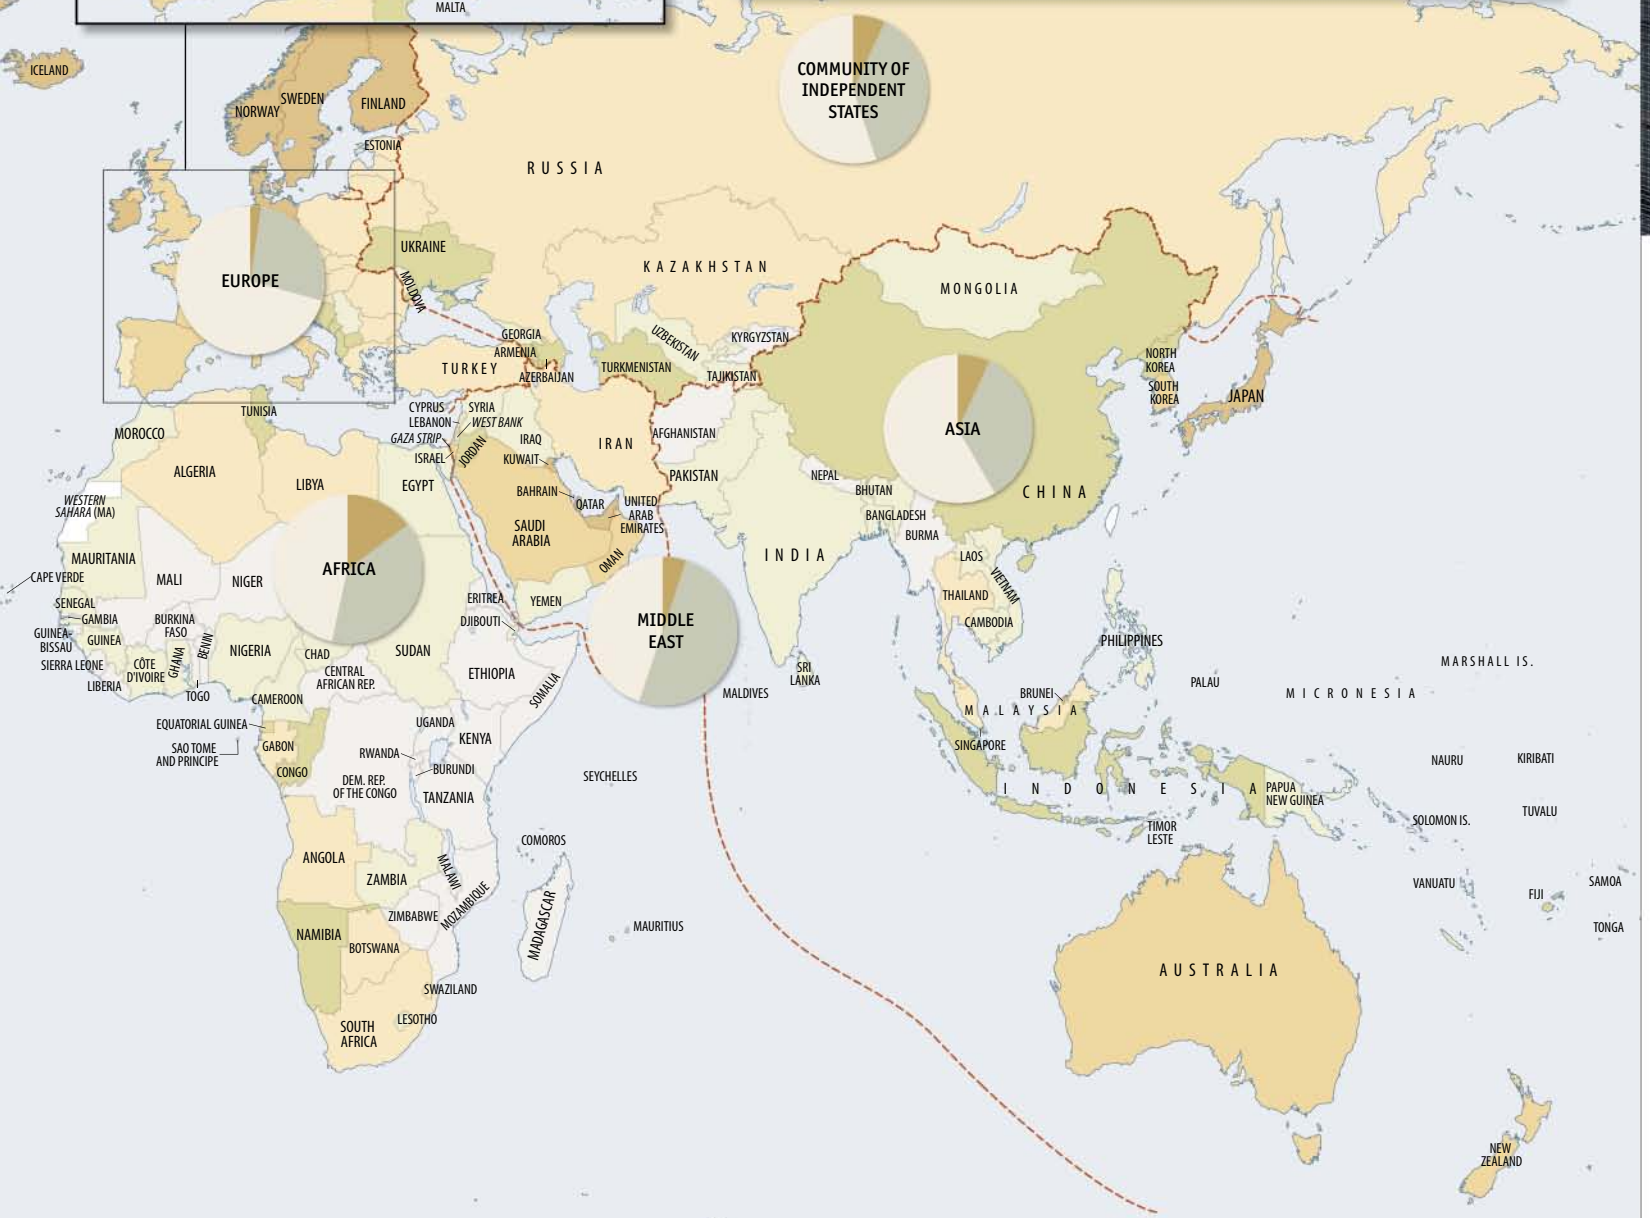 MALTA
ICELAND
NORWAY
SWEDEN
FINLAND
COMMUNITY OF
INDEPENDENT
STATES
ESTONIA
RUSSIA
UKRAINE
EUROPE
MOLDOVA
KAZAKHSTAN
MONGOLIA
GEORGIA
ARMENIA
AZERBAIJAN
TURKEY
UZBEKISTAN
KYRGYZSTAN
TURKMENISTAN
TAJIKISTAN
NORTH
KOREA
SOUTH
KOREA
JAPAN
TUNISIA
CYPRUS
SYRIA
LEBANON
WEST BANK
GAZA STRIP
ISRAEL
JORDAN
IRAQ
KUWAIT
IRAN
AFGHANISTAN
ASIA
MOROCCO
ALGERIA
LIBYA
EGYPT
BAHRAIN
QATAR
UNITED
ARAB
EMIRATES
PAKISTAN
NEPAL
BHUTAN
CHINA
WESTERN
SAHARA (MA)
SAUDI
ARABIA
OMAN
BANGLADESH
BURMA
INDIA
LAOS
VIETNAM
MAURITANIA
MALI
NIGER
AFRICA
CAPE VERDE
SENEGAL
GAMBIA
GUINEA-
BISSAU
GUINEA
SIERRA LEONE
LIBERIA
BURKINA
FASO
CÔTE
D'IVOIRE
GHANA
BENIN
TOGO
NIGERIA
CHAD
CENTRAL
AFRICAN REP.
SUDAN
ERITREA
YEMEN
DJIBOUTI
ETHIOPIA
SOMALIA
MIDDLE
EAST
THAILAND
CAMBODIA
PHILIPPINES
SRI
LANKA
MALDIVES
PALAU
MARSHALL IS.
MICRONESIA
BRUNEI
MALAYSIA
SINGAPORE
CAMEROON
EQUATORIAL GUINEA
SAO TOME
AND PRINCIPE
GABON
CONGO
UGANDA
KENYA
RWANDA
BURUNDI
DEM. REP.
OF THE CONGO
TANZANIA
SEYCHELLES
INDONESIA
PAPUA
NEW GUINEA
TIMOR
LESTE
NAURU
KIRIBATI
SOLOMON IS.
TUVALU
COMOROS
ANGOLA
ZAMBIA
MALAWI
MOZAMBIQUE
ZIMBABWE
MADAGASCAR
MAURITIUS
VANUATU
FIJI
SAMOA
TONGA
NAMIBIA
BOTSWANA
SWAZILAND
LESOTHO
SOUTH
AFRICA
AUSTRALIA
NEW
ZEALAND